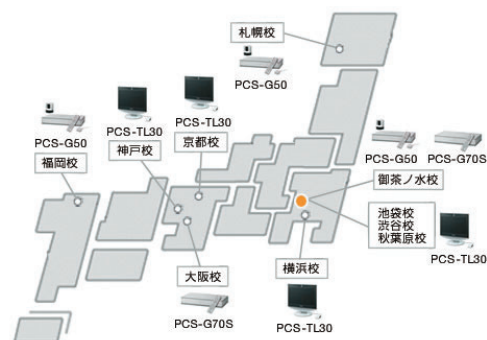 札幌校
PCS-G50
PCS-TL30
PCS-TL30
PCS-G50
福岡校
神戸校
京都校
PCS-G50
PCS-G70S
御茶ノ水校
池袋校
渋谷校
秋葉原校
PCS-TL30
大阪校
PCS-G70S
横浜校
PCS-TL30